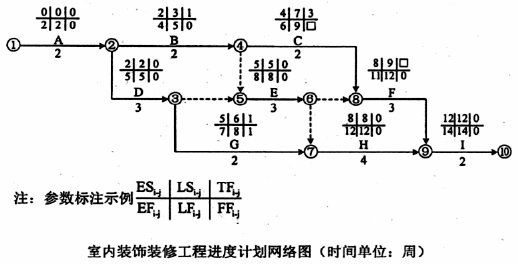 0 0 0
2 2 0
2 3 1
4 5 0
4 7 3
6 9 □
① A 2 ② B 2 ④ C 2
2 2 0
5 5 0
5 5 0
8 8 0
8 9 □
11 12 0
D 3 ③ ⑤ E 3 ⑥ ⑧ F 3
5 6 1
7 8 1
8 8 0
12 12 0
12 12 0
14 14 0
G 2 ⑦ H 4 ⑨ I 2 ⑩
注：参数标注示例 ESi-j LSi-j TFi-j
EFi-j LFi-j FFi-j
室内装饰装修工程进度计划网络图（时间单位：周）